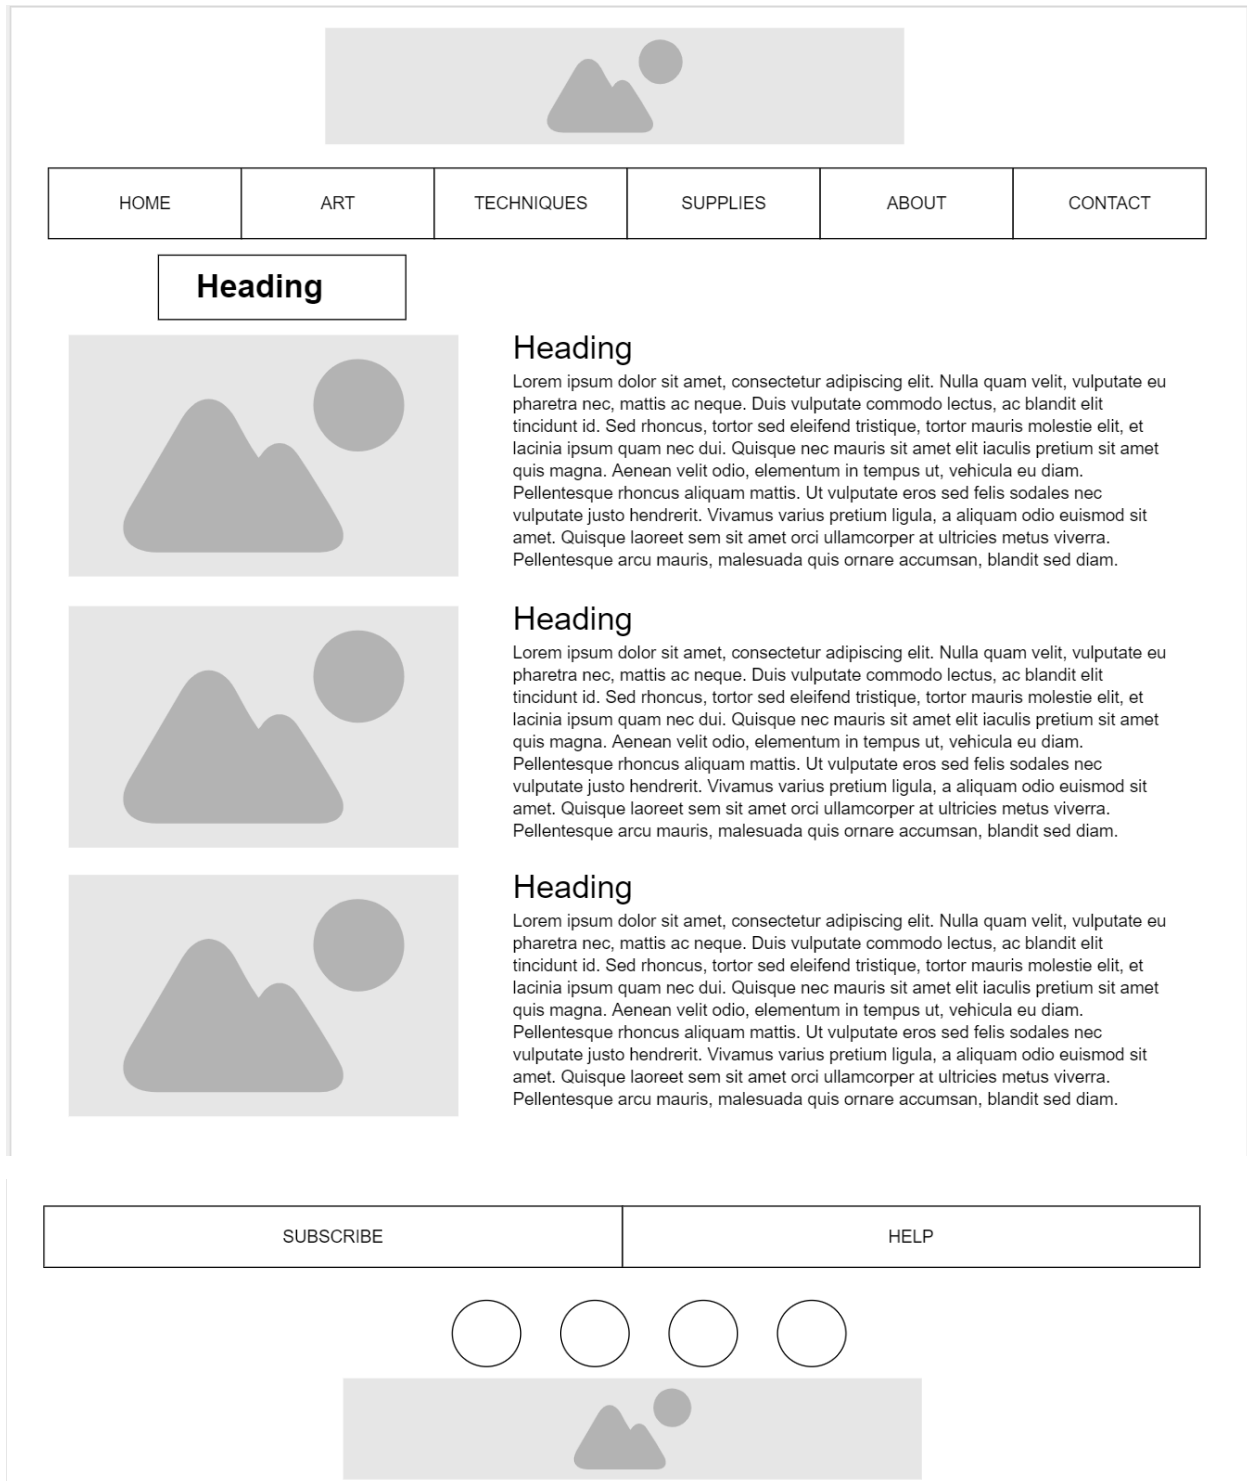 HOME ART TECHNIQUES SUPPLIES ABOUT CONTACT
Heading
Heading
Lorem ipsum dolor sit amet, consectetur adipiscing elit. Nulla quam velit, vulputate eu
pharetra nec, mattis ac neque. Duis vulputate commodo lectus, ac blandit elit
tincidunt id. Sed rhoncus, tortor sed eleifend tristique, tortor mauris molestie elit, et
lacinia ipsum quam nec dui. Quisque nec mauris sit amet elit iaculis pretium sit amet
quis magna. Aenean velit odio, elementum in tempus ut, vehicula eu diam.
Pellentesque rhoncus aliquam mattis. Ut vulputate eros sed felis sodales nec
vulputate justo hendrerit. Vivamus varius pretium ligula, a aliquam odio euismod sit
amet. Quisque laoreet sem sit amet orci ullamcorper at ultricies metus viverra.
Pellentesque arcu mauris, malesuada quis ornare accumsan, blandit sed diam.
Heading
Lorem ipsum dolor sit amet, consectetur adipiscing elit. Nulla quam velit, vulputate eu
pharetra nec, mattis ac neque. Duis vulputate commodo lectus, ac blandit elit
tincidunt id. Sed rhoncus, tortor sed eleifend tristique, tortor mauris molestie elit, et
lacinia ipsum quam nec dui. Quisque nec mauris sit amet elit iaculis pretium sit amet
quis magna. Aenean velit odio, elementum in tempus ut, vehicula eu diam.
Pellentesque rhoncus aliquam mattis. Ut vulputate eros sed felis sodales nec
vulputate justo hendrerit. Vivamus varius pretium ligula, a aliquam odio euismod sit
amet. Quisque laoreet sem sit amet orci ullamcorper at ultricies metus viverra.
Pellentesque arcu mauris, malesuada quis ornare accumsan, blandit sed diam.
Heading
Lorem ipsum dolor sit amet, consectetur adipiscing elit. Nulla quam velit, vulputate eu
pharetra nec, mattis ac neque. Duis vulputate commodo lectus, ac blandit elit
tincidunt id. Sed rhoncus, tortor sed eleifend tristique, tortor mauris molestie elit, et
lacinia ipsum quam nec dui. Quisque nec mauris sit amet elit iaculis pretium sit amet
quis magna. Aenean velit odio, elementum in tempus ut, vehicula eu diam.
Pellentesque rhoncus aliquam mattis. Ut vulputate eros sed felis sodales nec
vulputate justo hendrerit. Vivamus varius pretium ligula, a aliquam odio euismod sit
amet. Quisque laoreet sem sit amet orci ullamcorper at ultricies metus viverra.
Pellentesque arcu mauris, malesuada quis ornare accumsan, blandit sed diam.
SUBSCRIBE HELP